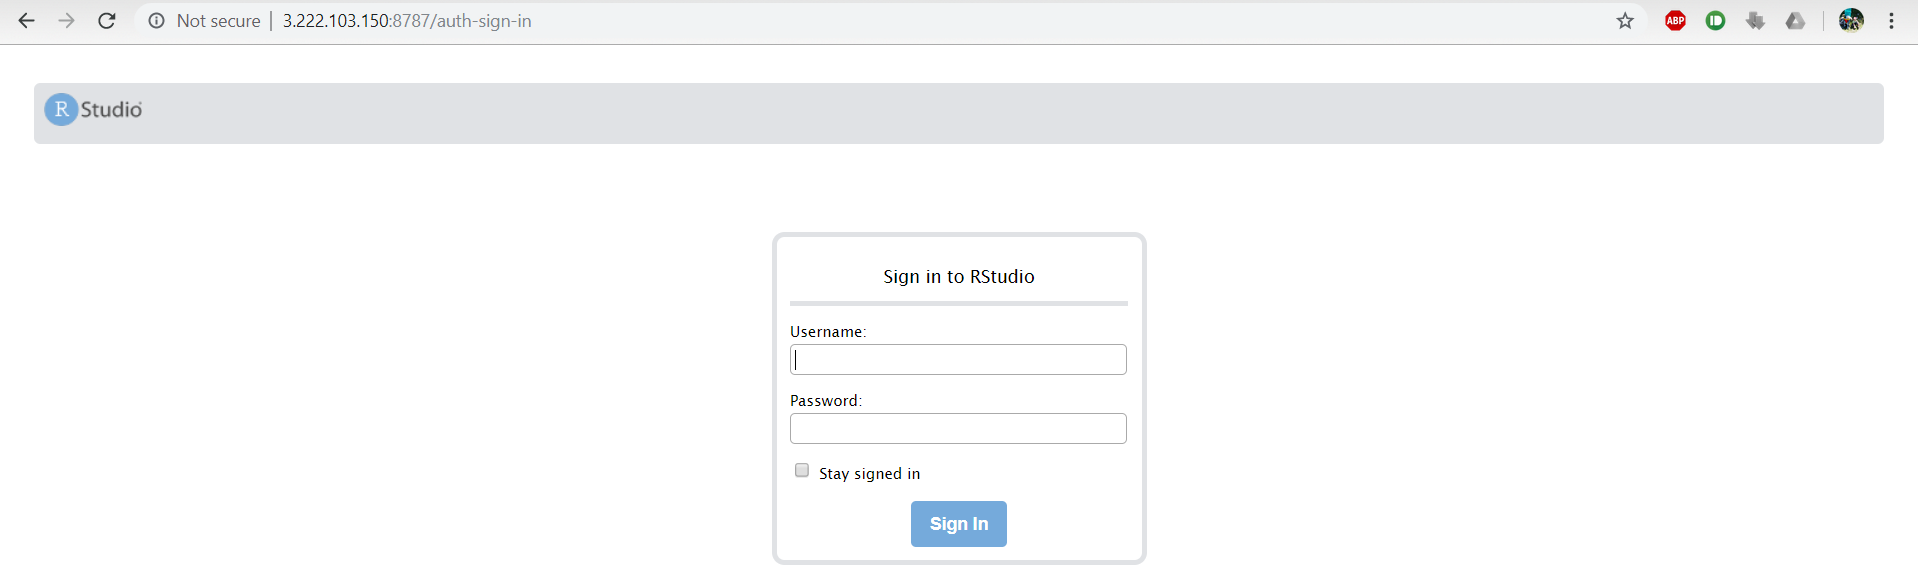 Not secure | 3.222.103.150:8787/auth-sign-in
ABP
R Studio
Sign in to RStudio
Username:
Password:
Stay signed in
Sign In